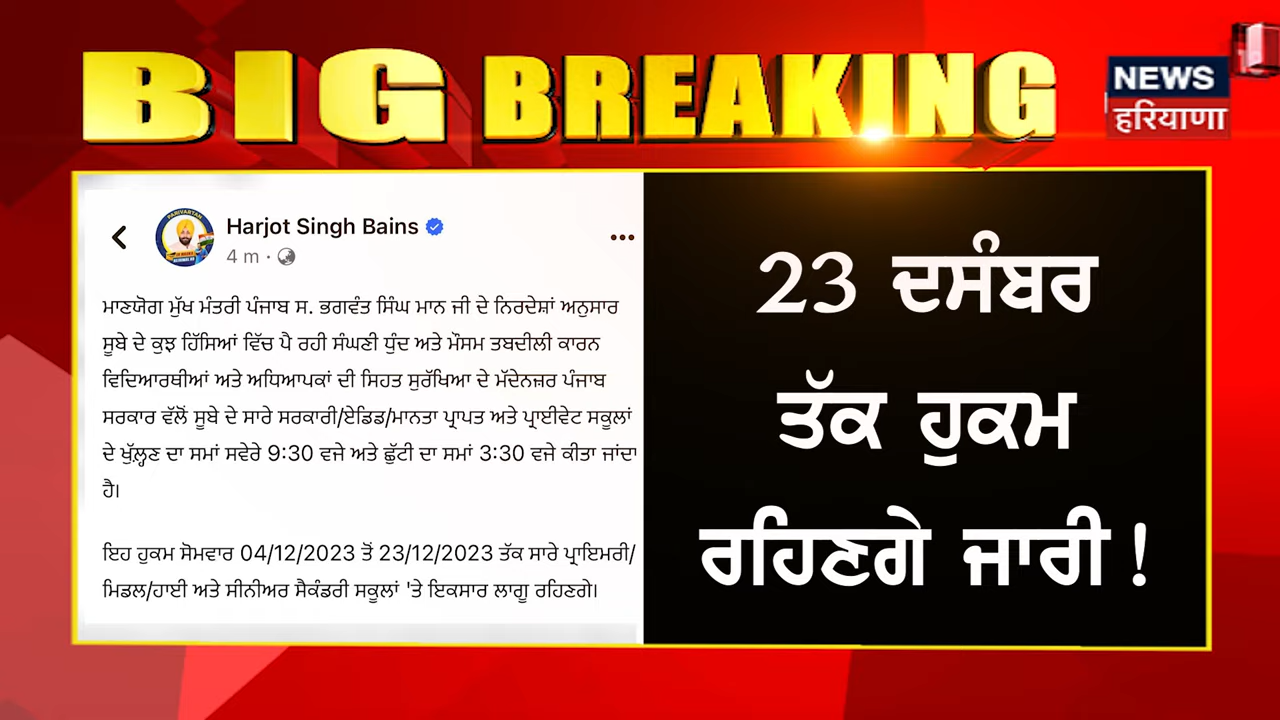 BIG BREAKING
NEWS
हरियाणा
Harjot Singh Bains
4 m ·
ਮਾਣਯੋਗ ਮੁੱਖ ਮੰਤਰੀ ਪੰਜਾਬ ਸ. ਭਗਵੰਤ ਸਿੰਘ ਮਾਨ ਜੀ ਦੇ ਨਿਰਦੇਸ਼ਾਂ ਅਨੁਸਾਰ
ਸੂਬੇ ਦੇ ਕੁਝ ਹਿੱਸਿਆਂ ਵਿੱਚ ਪੈ ਰਹੀ ਸੰਘਣੀ ਧੁੰਦ ਅਤੇ ਮੌਸਮ ਤਬਦੀਲੀ ਕਾਰਨ
ਵਿਦਿਆਰਥੀਆਂ ਅਤੇ ਅਧਿਆਪਕਾਂ ਦੀ ਸਿਹਤ ਸੁਰੱਖਿਆ ਦੇ ਮੱਦੇਨਜ਼ਰ ਪੰਜਾਬ
ਸਰਕਾਰ ਵੱਲੋਂ ਸੂਬੇ ਦੇ ਸਾਰੇ ਸਰਕਾਰੀ/ਏਡਿਡ/ਮਾਨਤਾ ਪ੍ਰਾਪਤ ਅਤੇ ਪ੍ਰਾਈਵੇਟ ਸਕੂਲਾਂ
ਦੇ ਖੁੱਲ੍ਹਣ ਦਾ ਸਮਾਂ ਸਵੇਰੇ 9:30 ਵਜੇ ਅਤੇ ਛੁੱਟੀ ਦਾ ਸਮਾਂ 3:30 ਵਜੇ ਕੀਤਾ ਜਾਂਦਾ
ਹੈ।
ਇਹ ਹੁਕਮ ਸੋਮਵਾਰ 04/12/2023 ਤੋਂ 23/12/2023 ਤੱਕ ਸਾਰੇ ਪ੍ਰਾਇਮਰੀ/
ਮਿਡਲ/ਹਾਈ ਅਤੇ ਸੀਨੀਅਰ ਸੈਕੰਡਰੀ ਸਕੂਲਾਂ 'ਤੇ ਇਕਸਾਰ ਲਾਗੂ ਰਹਿਣਗੇ।
23 ਦਸੰਬਰ
ਤੱਕ ਹੁਕਮ
ਰਹਿਣਗੇ ਜਾਰੀ !